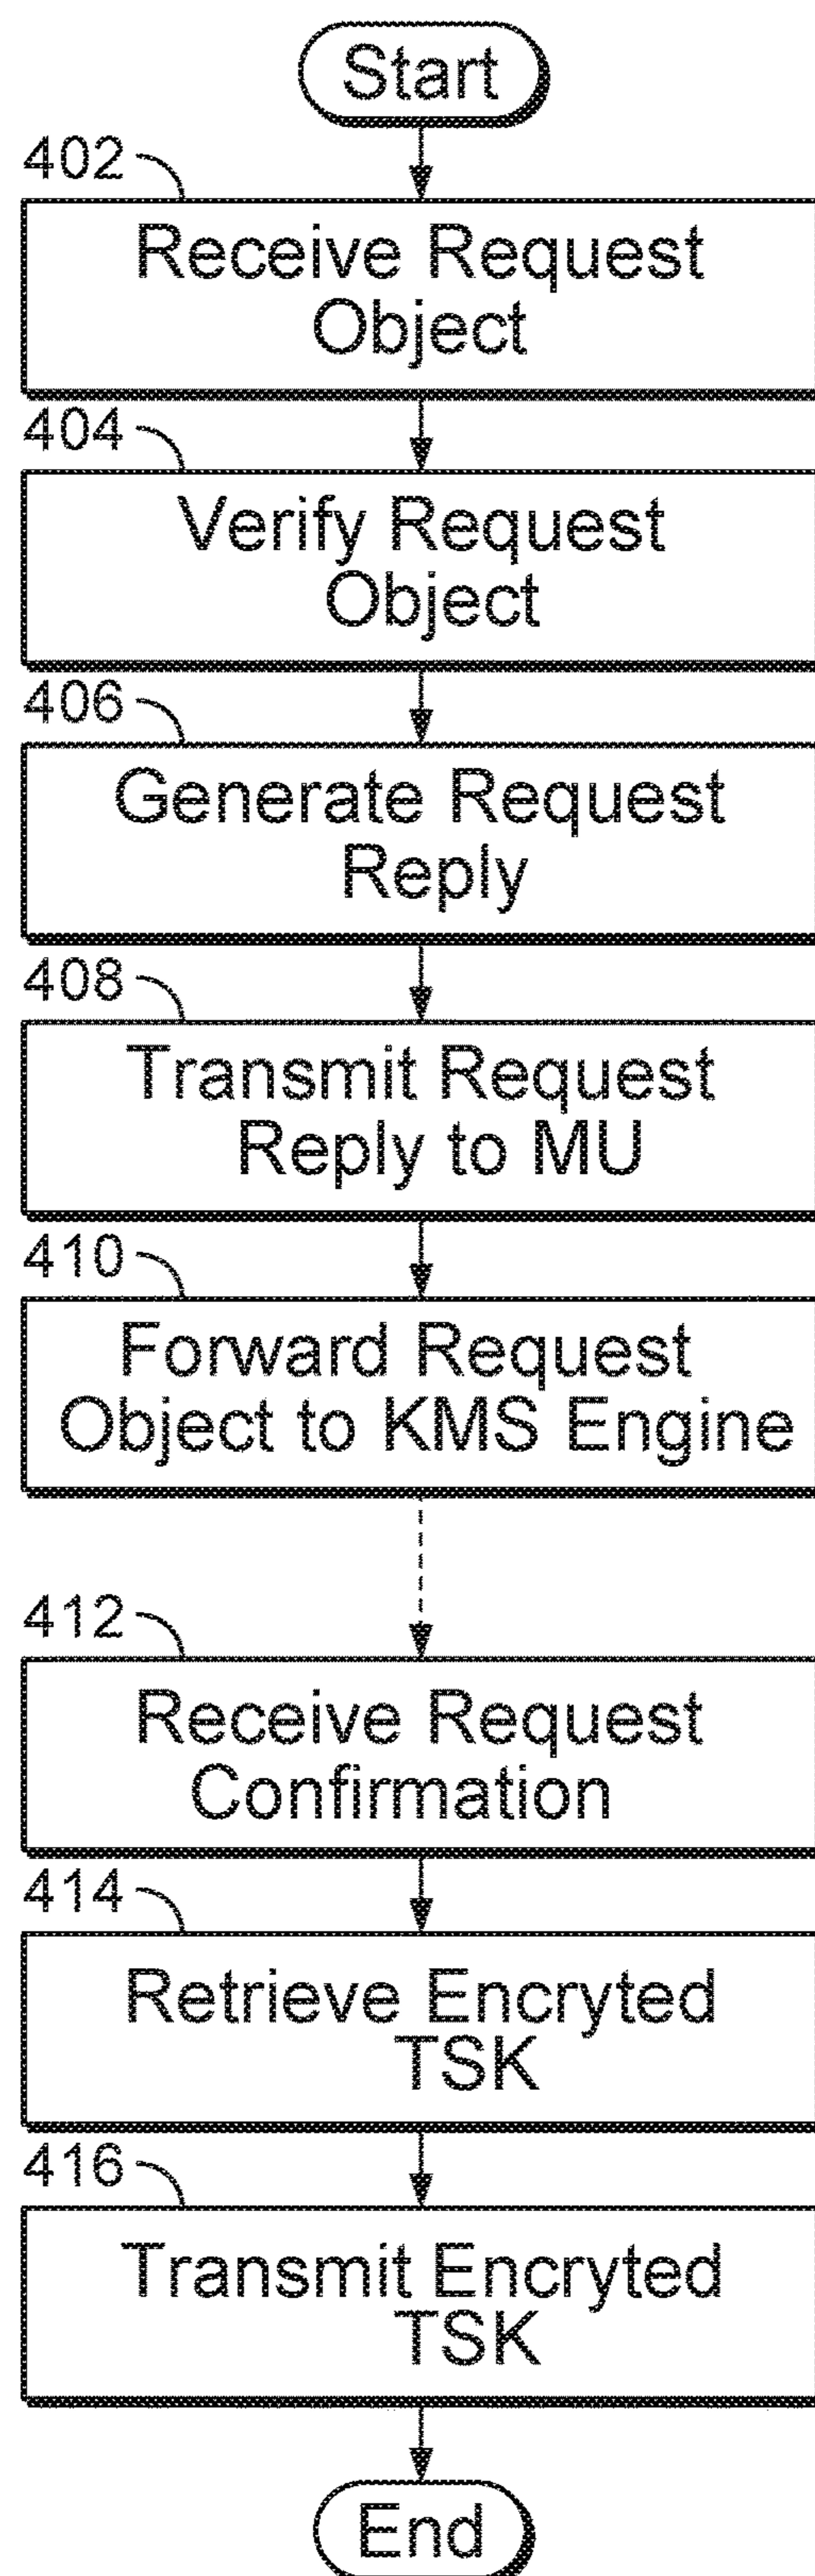 Start
402
Receive Request
Object
404
Verify Request
Object
406
Generate Request
Reply
408
Transmit Request
Reply to MU
410
Forward Request
Object to KMS Engine
412
Receive Request
Confirmation
414
Retrieve Encryted
TSK
416
Transmit Encryted
TSK
End